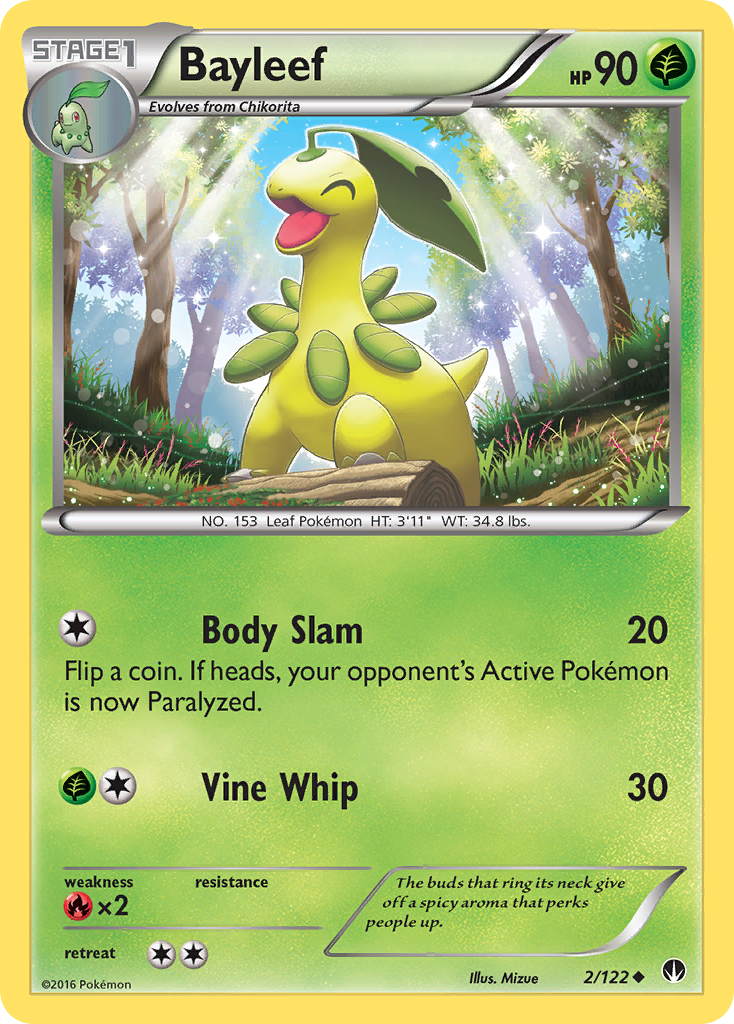 STAGE1
Bayleef
HP 90
Evolves from Chikorita
NO. 153 Leaf Pokémon HT: 3'11" WT: 34.8 lbs.
Body Slam 20
Flip a coin. If heads, your opponent's Active Pokémon
is now Paralyzed.
Vine Whip 30
weakness resistance
×2
The buds that ring its neck give
off a spicy aroma that perks
people up.
retreat
©2016 Pokémon
Illus. Mizue
2/122